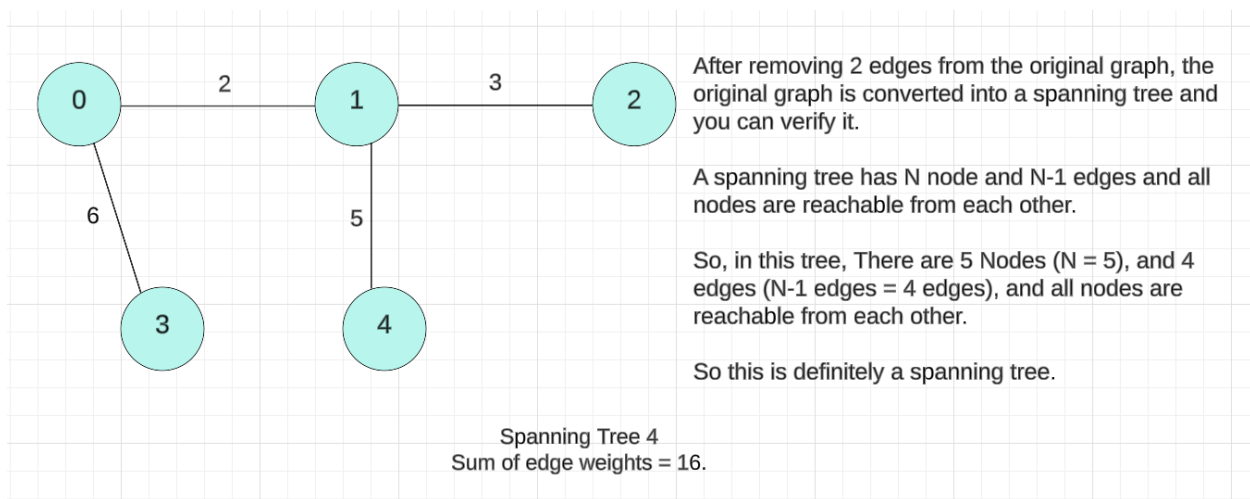 0
2
1
3
2
6
5
3
4
After removing 2 edges from the original graph, the
original graph is converted into a spanning tree and
you can verify it.
A spanning tree has N node and N-1 edges and all
nodes are reachable from each other.
So, in this tree, There are 5 Nodes (N = 5), and 4
edges (N-1 edges = 4 edges), and all nodes are
reachable from each other.
So this is definitely a spanning tree.
Spanning Tree 4
Sum of edge weights = 16.